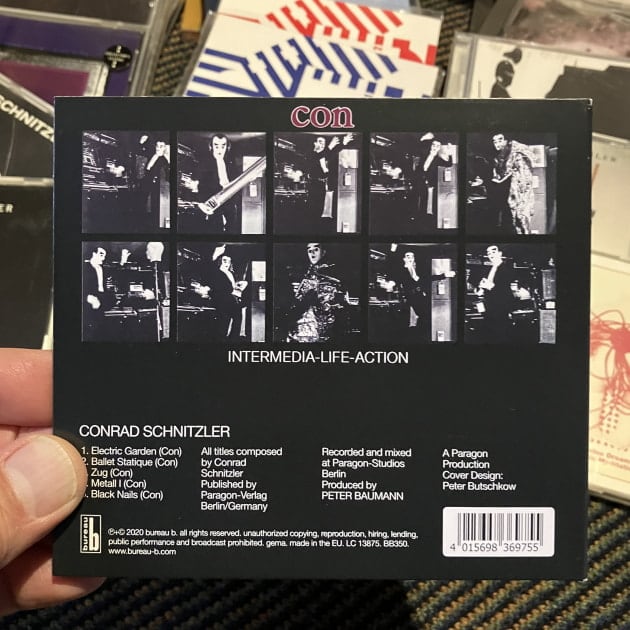 con
INTERMEDIA-LIFE-ACTION
CONRAD SCHNITZLER
1. Electric Garden (Con)
2. Ballet Statique (Con)
Zug (Con)
Metall I (Con)
Black Nails (Con)
All titles composed
by Conrad
Schnitzler
Published by
Paragon-Verlag
Berlin/Germany
Recorded and mixed
at Paragon-Studios
Berlin
Produced by
PETER BAUMANN
A Paragon
Production
Cover Design:
Peter Butschkow
bureau b
℗+© 2020 bureau b. all rights reserved. unauthorized copying, reproduction, hiring, lending,
public performance and broadcast prohibited. gema. made in the EU. LC 13875. BB350.
www.bureau-b.com
4 015698 369755